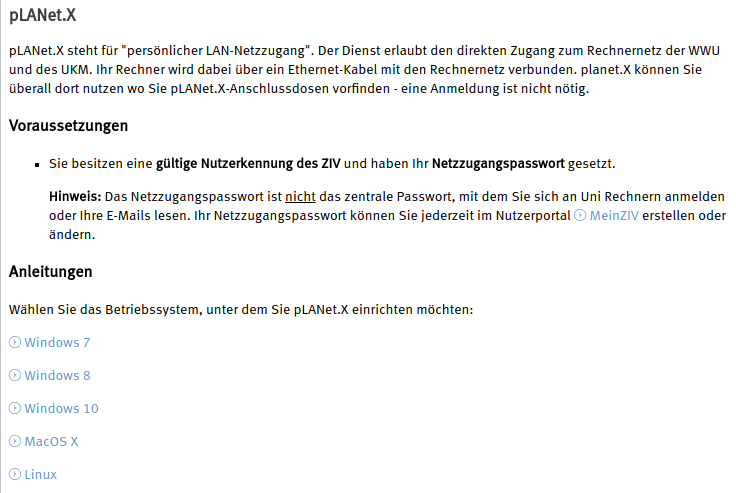 pLANet.X
pLANet.X steht für "persönlicher LAN-Netzzugang". Der Dienst erlaubt den direkten Zugang zum Rechnernetz der WWU
und des UKM. Ihr Rechner wird dabei über ein Ethernet-Kabel mit den Rechnernetz verbunden. planet.X können Sie
überall dort nutzen wo Sie pLANet.X-Anschlussdosen vorfinden - eine Anmeldung ist nicht nötig.
Voraussetzungen
Sie besitzen eine gültige Nutzerkennung des ZIV und haben Ihr Netzzugangspasswort gesetzt.
Hinweis: Das Netzzugangspasswort ist nicht das zentrale Passwort, mit dem Sie sich an Uni Rechnern anmelden
oder Ihre E-Mails lesen. Ihr Netzzugangspasswort können Sie jederzeit im Nutzerportal MeinZIV erstellen oder
ändern.
Anleitungen
Wählen Sie das Betriebssystem, unter dem Sie pLANet.X einrichten möchten:
Windows 7
Windows 8
Windows 10
MacOS X
Linux